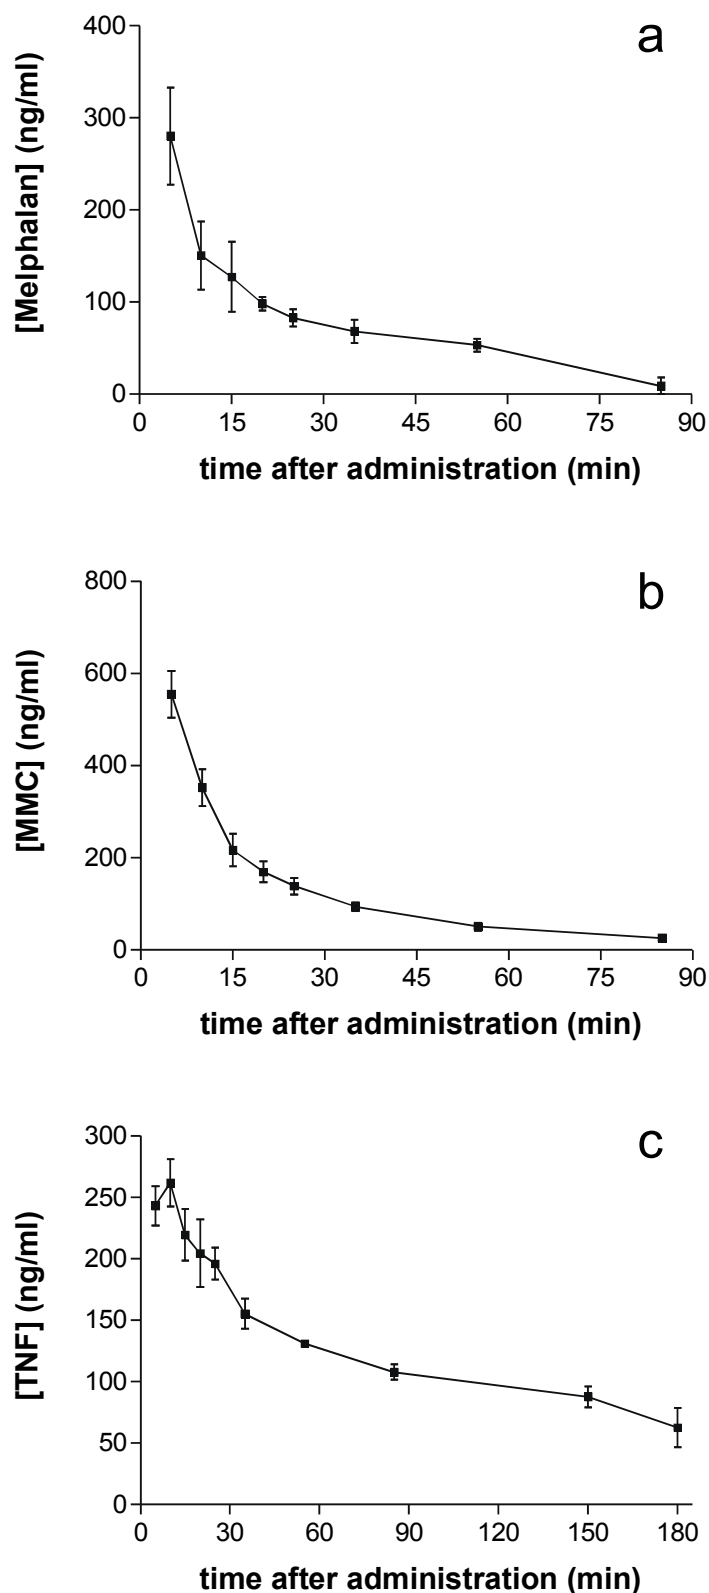 a
[Melphalan] (ng/ml)
400
300
200
100
0
0 15 30 45 60 75 90
time after administration (min)
b
[MMC] (ng/ml)
800
600
400
200
0
0 15 30 45 60 75 90
time after administration (min)
c
[TNF] (ng/ml)
300
250
200
150
100
50
0
0 30 60 90 120 150 180
time after administration (min)